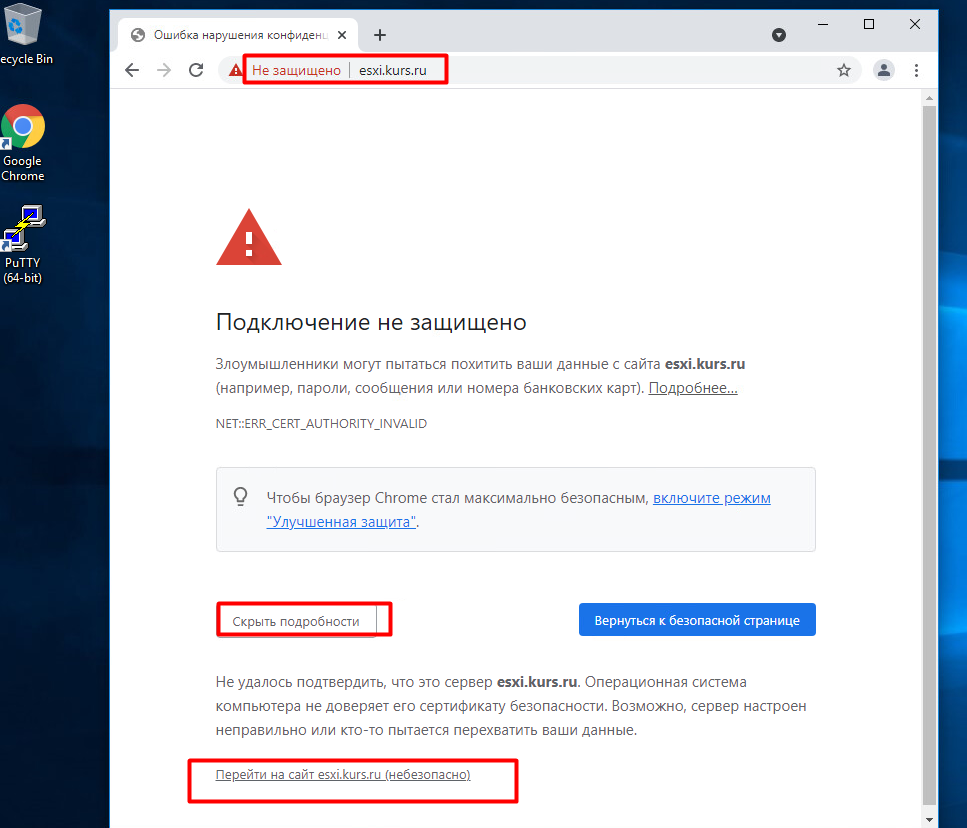 ecycle Bin
Google
Chrome
PuTTY
(64-bit)
Ошибка нарушения конфиден
Не защищено
esxi.kurs.ru
Подключение не защищено
Злоумышленники могут пытаться похитить ваши данные с сайта esxi.kurs.ru
(например, пароли, сообщения или номера банковских карт). Подробнее...
NET::ERR_CERT_AUTHORITY_INVALID
Чтобы браузер Chrome стал максимально безопасным, включите режим
"Улучшенная защита".
Скрыть подробности
Вернуться к безопасной странице
Не удалось подтвердить, что это сервер esxi.kurs.ru. Операционная система
компьютера не доверяет его сертификату безопасности. Возможно, сервер настроен
неправильно или кто-то пытается перехватить ваши данные.
Перейти на сайт esxi.kurs.ru (небезопасно)